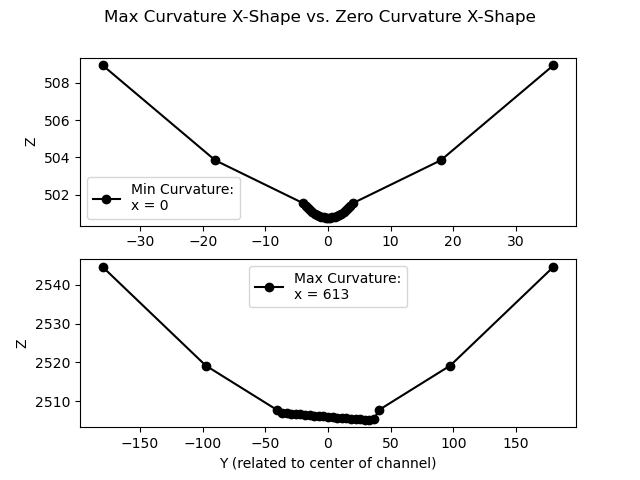 Max Curvature X-Shape vs. Zero Curvature X-Shape
508
506
504
502
Z
Min Curvature:
x = 0
−30
−20
−10
0
10
20
30
2540
2530
2520
2510
Z
Max Curvature:
x = 613
−150
−100
−50
0
50
100
150
Y (related to center of channel)